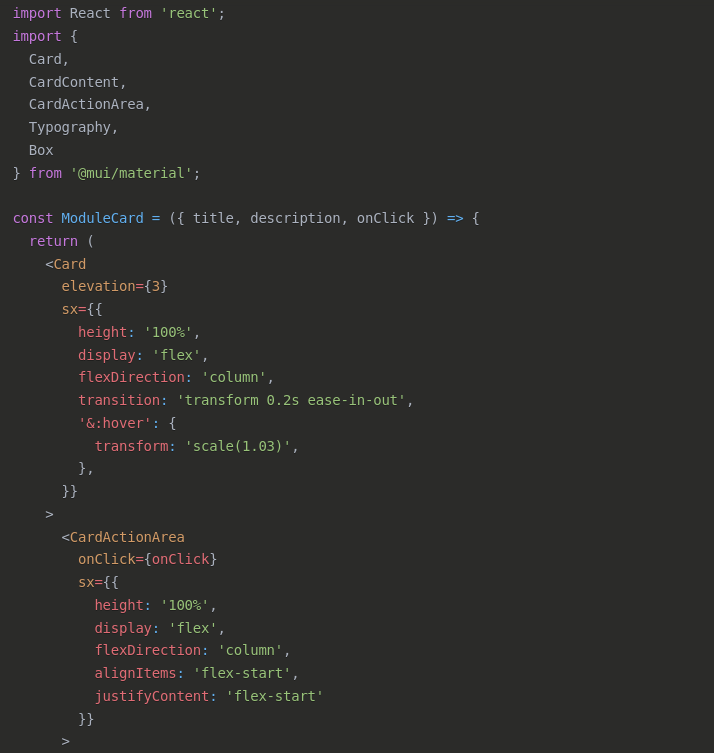 import React from 'react';
import {
  Card,
  CardContent,
  CardActionArea,
  Typography,
  Box
} from '@mui/material';

const ModuleCard = ({ title, description, onClick }) => {
  return (
    <Card
      elevation={3}
      sx={{
        height: '100%',
        display: 'flex',
        flexDirection: 'column',
        transition: 'transform 0.2s ease-in-out',
        '&:hover': {
          transform: 'scale(1.03)',
        },
      }}
    >
      <CardActionArea
        onClick={onClick}
        sx={{
          height: '100%',
          display: 'flex',
          flexDirection: 'column',
          alignItems: 'flex-start',
          justifyContent: 'flex-start'
        }}
      >